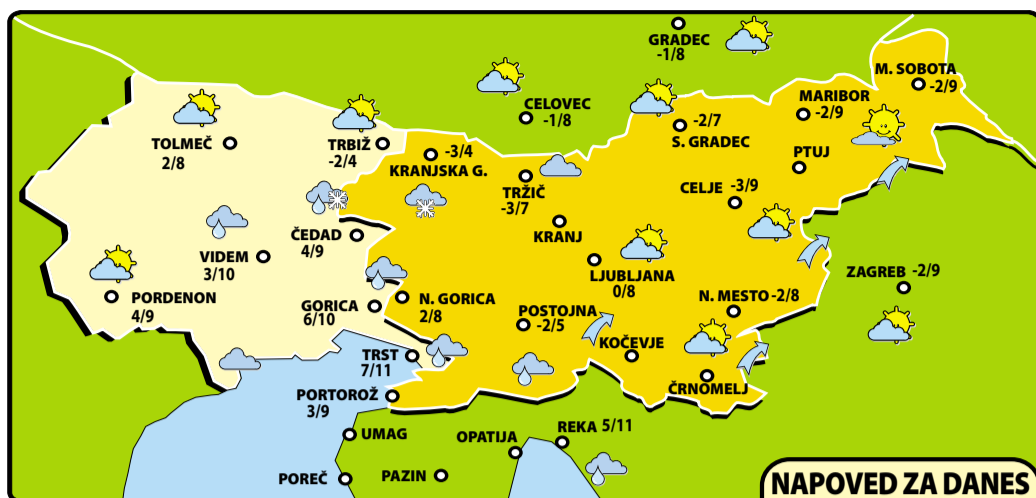 GRADEC
-1/8
M. SOBOTA
-2/9
CELOVEC
-1/8
MARIBOR
-2/9
-2/7
S. GRADEC
TOLMEČ
2/8
TRBIŽ
-2/4
-3/4
KRANJSKA G.
TRŽIČ
-3/7
PTUJ
CELJE -3/9
KRANJ
ČEDAD
4/9
VIDEM
3/10
LJUBLJANA
0/8
ZAGREB -2/9
PORDENON
4/9
GORICA
6/10
N. GORICA
2/8
POSTOJNA
-2/5
N. MESTO -2/8
KOČEVJE
TRST
7/11
ČRNOMELJ
PORTOROŽ
3/9
UMAG
OPATIJA
REKA 5/11
POREČ
PAZIN
NAPOVED ZA DANES